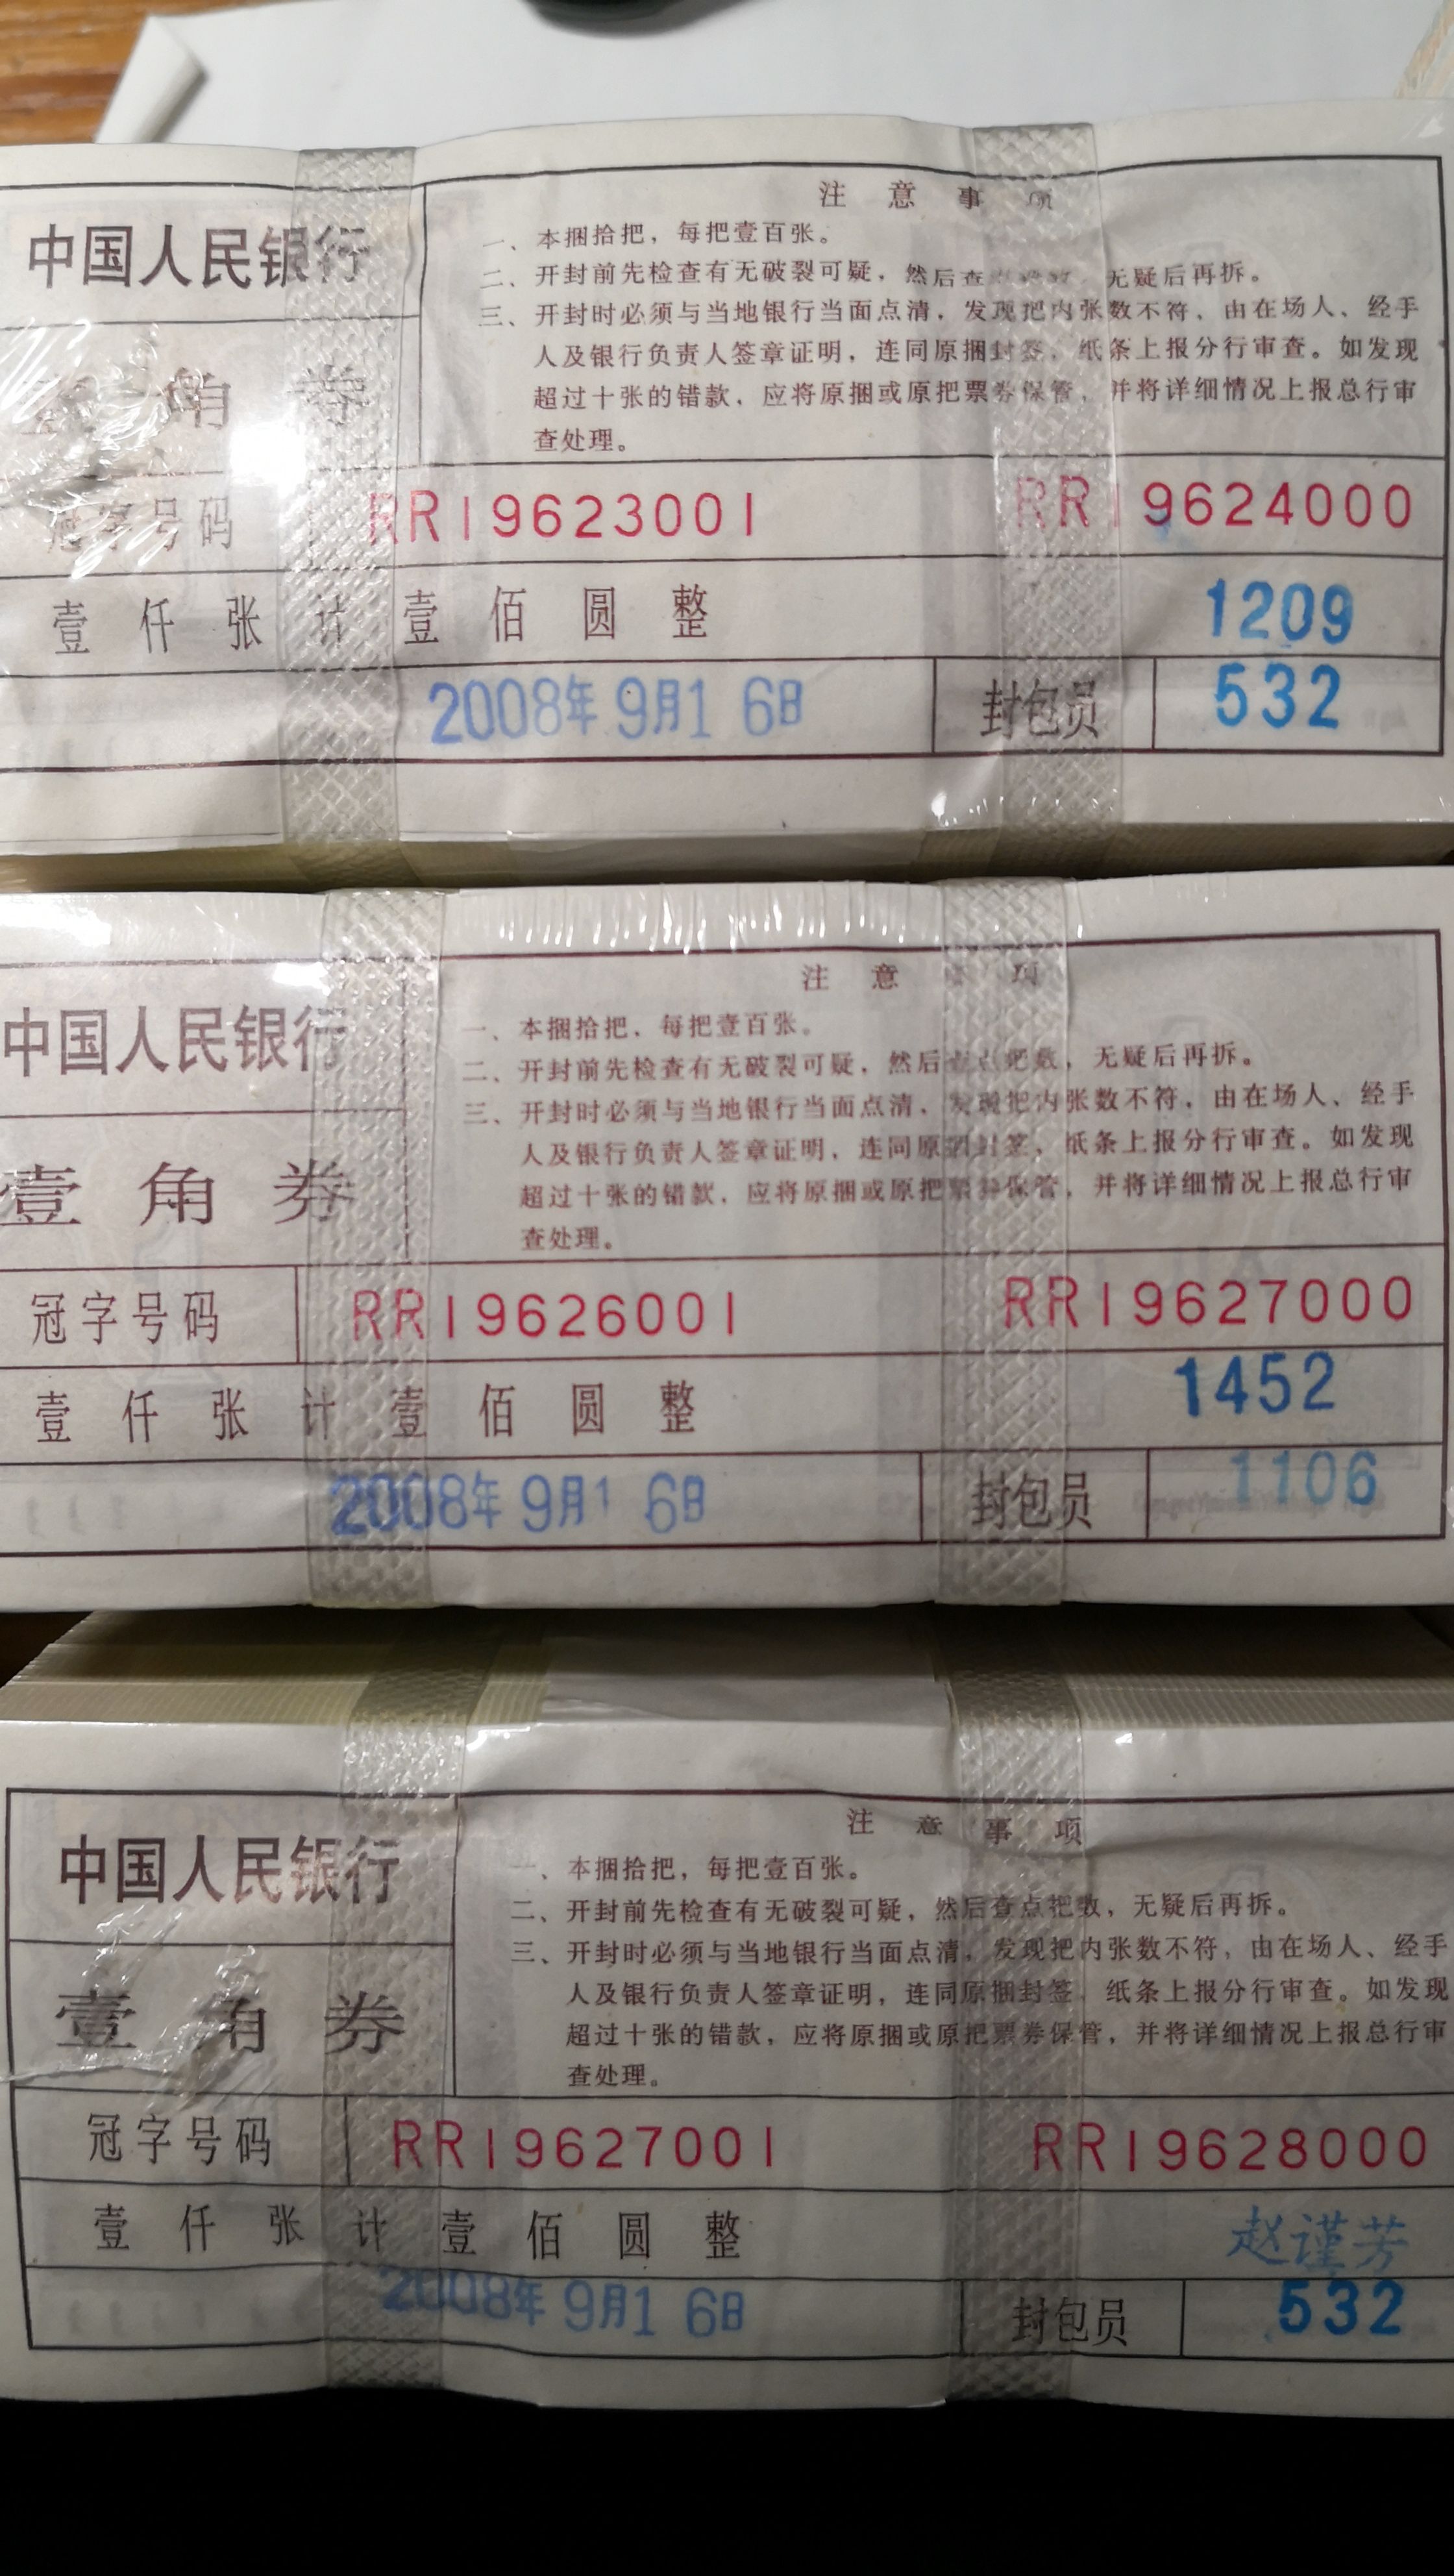 注意事项
中国人民银行
一、本捆拾把，每把壹百张。
二、开封前先检查有无破裂可疑，然后查 无疑后再拆。
三、开封时必须与当地银行当面点清，发现把内张数不符，由在场人、经手
人及银行负责人签章证明，连同原捆封签，纸条上报分行审查。如发现
超过十张的错款，应将原捆或原把票券保管，并将详细情况上报总行审
查处理。
壹角券
冠字号码 RR19623001 RR19624000
壹仟张计壹佰圆整 1209
2008年9月16日 封包员 532
注意 项
中国人民银行
一、本捆拾把，每把壹百张。
二、开封前先检查有无破裂可疑，然后查点把数，无疑后再拆。
三、开封时必须与当地银行当面点清，发现把内张数不符，由在场人、经手
人及银行负责人签章证明，连同原捆封签，纸条上报分行审查。如发现
超过十张的错款，应将原捆或原把票券保管，并将详细情况上报总行审
查处理。
壹角券
冠字号码 RR19626001 RR19627000
壹仟张计壹佰圆整 1452
2008年9月16日 封包员 1106
注意事项
中国人民银行
一、本捆拾把，每把壹百张。
二、开封前先检查有无破裂可疑，然后查点把数，无疑后再拆。
三、开封时必须与当地银行当面点清，发现把内张数不符，由在场人、经手
人及银行负责人签章证明，连同原捆封签，纸条上报分行审查。如发现
超过十张的错款，应将原捆或原把票券保管，并将详细情况上报总行审
查处理。
壹角券
冠字号码 RR19627001 RR19628000
壹仟张计壹佰圆整 赵谨芳
2008年9月16日 封包员 532